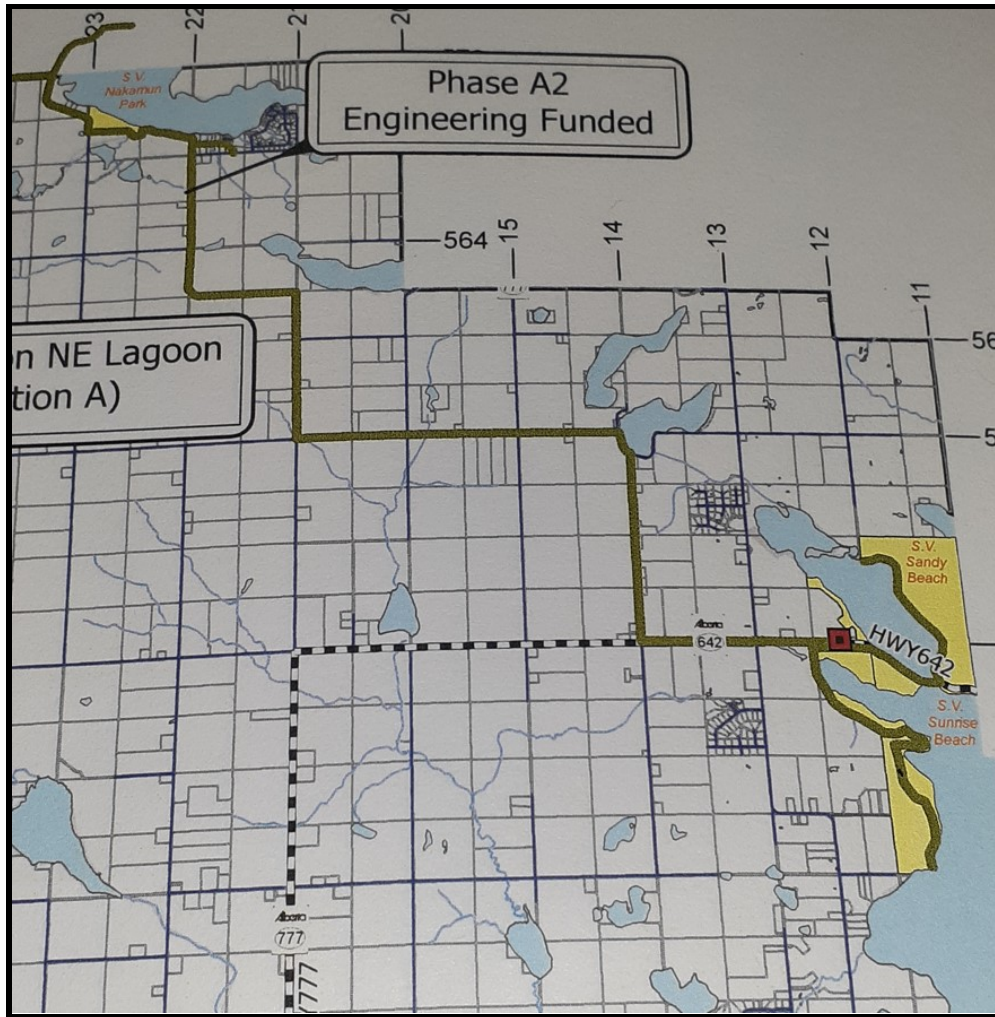 23
22
21
20
S.V.
Nakamun
Park
Phase A2
Engineering Funded
564
15
14
13
12
11
777
56
n NE Lagoon
tion A)
5
S.V.
Sandy
Beach
Alberta
642
HWY642
S.V.
Sunrise
Beach
Alberta
777
777